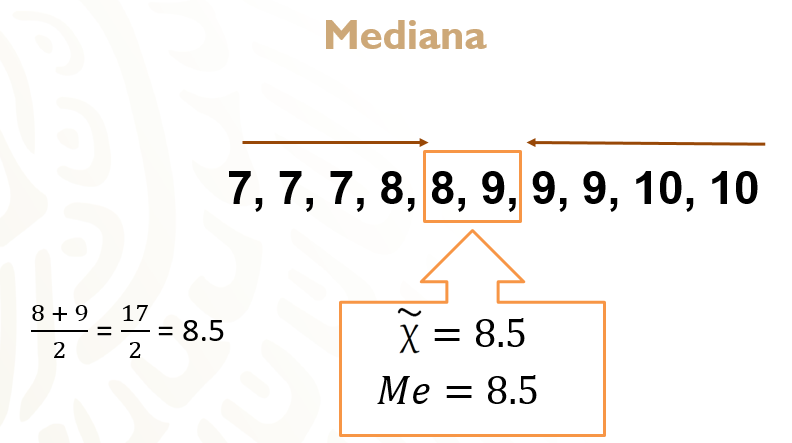 Mediana
7, 7, 7, 8, 8, 9, 9, 9, 10, 10
8 + 9 / 2 = 17 / 2 = 8.5
χ̃ = 8.5
Me = 8.5